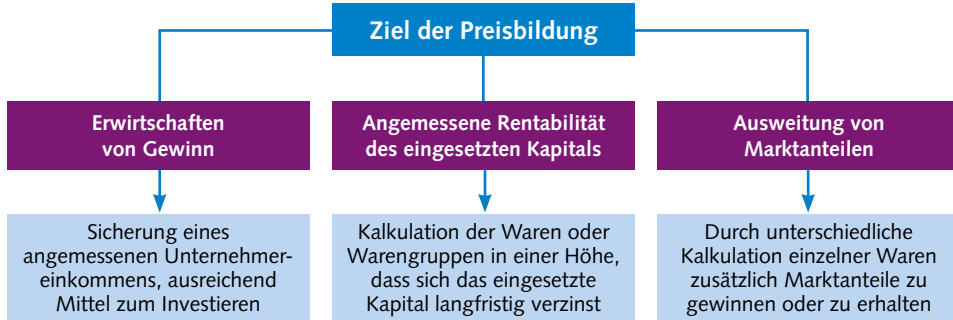 Ziel der Preisbildung
Erwirtschaften
von Gewinn
Sicherung eines
angemessenen Unternehmer-
einkommens, ausreichend
Mittel zum Investieren
Angemessene Rentabilität
des eingesetzten Kapitals
Kalkulation der Waren oder
Warengruppen in einer Höhe,
dass sich das eingesetzte
Kapital langfristig verzinst
Ausweitung von
Marktanteilen
Durch unterschiedliche
Kalkulation einzelner Waren
zusätzlich Marktanteile zu
gewinnen oder zu erhalten